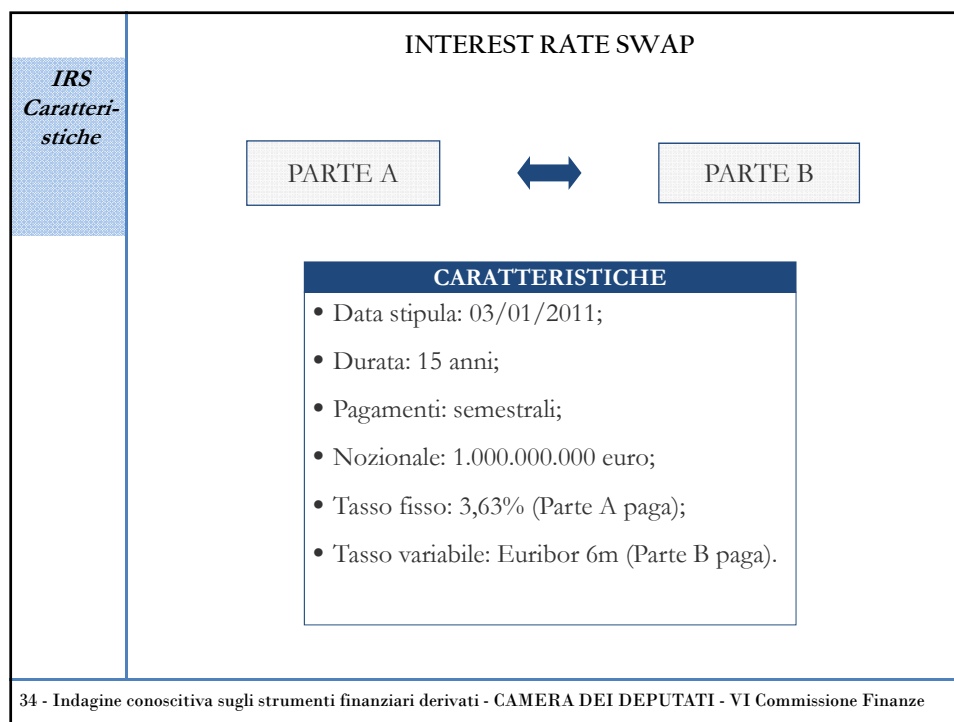 INTEREST RATE SWAP
IRS
Caratteri-
stiche
PARTE A
PARTE B
CARATTERISTICHE
• Data stipula: 03/01/2011;
• Durata: 15 anni;
• Pagamenti: semestrali;
• Nozionale: 1.000.000.000 euro;
• Tasso fisso: 3,63% (Parte A paga);
• Tasso variabile: Euribor 6m (Parte B paga).
34 - Indagine conoscitiva sugli strumenti finanziari derivati - CAMERA DEI DEPUTATI - VI Commissione Finanze